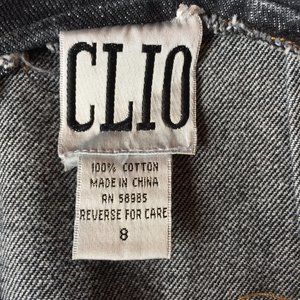 CLIO
100% COTTON
MADE IN CHINA
RN 58985
REVERSE FOR CARE
8